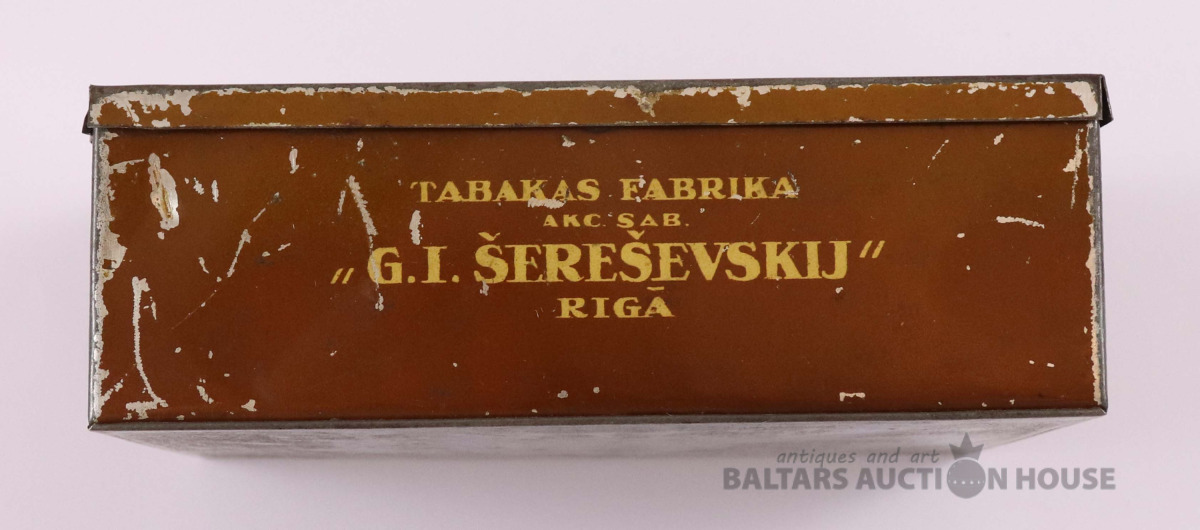 TABAKAS FABRIKA
AKC. SAB.
„G.I. ŠEREŠEVSKIJ"
RIGĀ
antiques and art
BALTARS AUCTION HOUSE